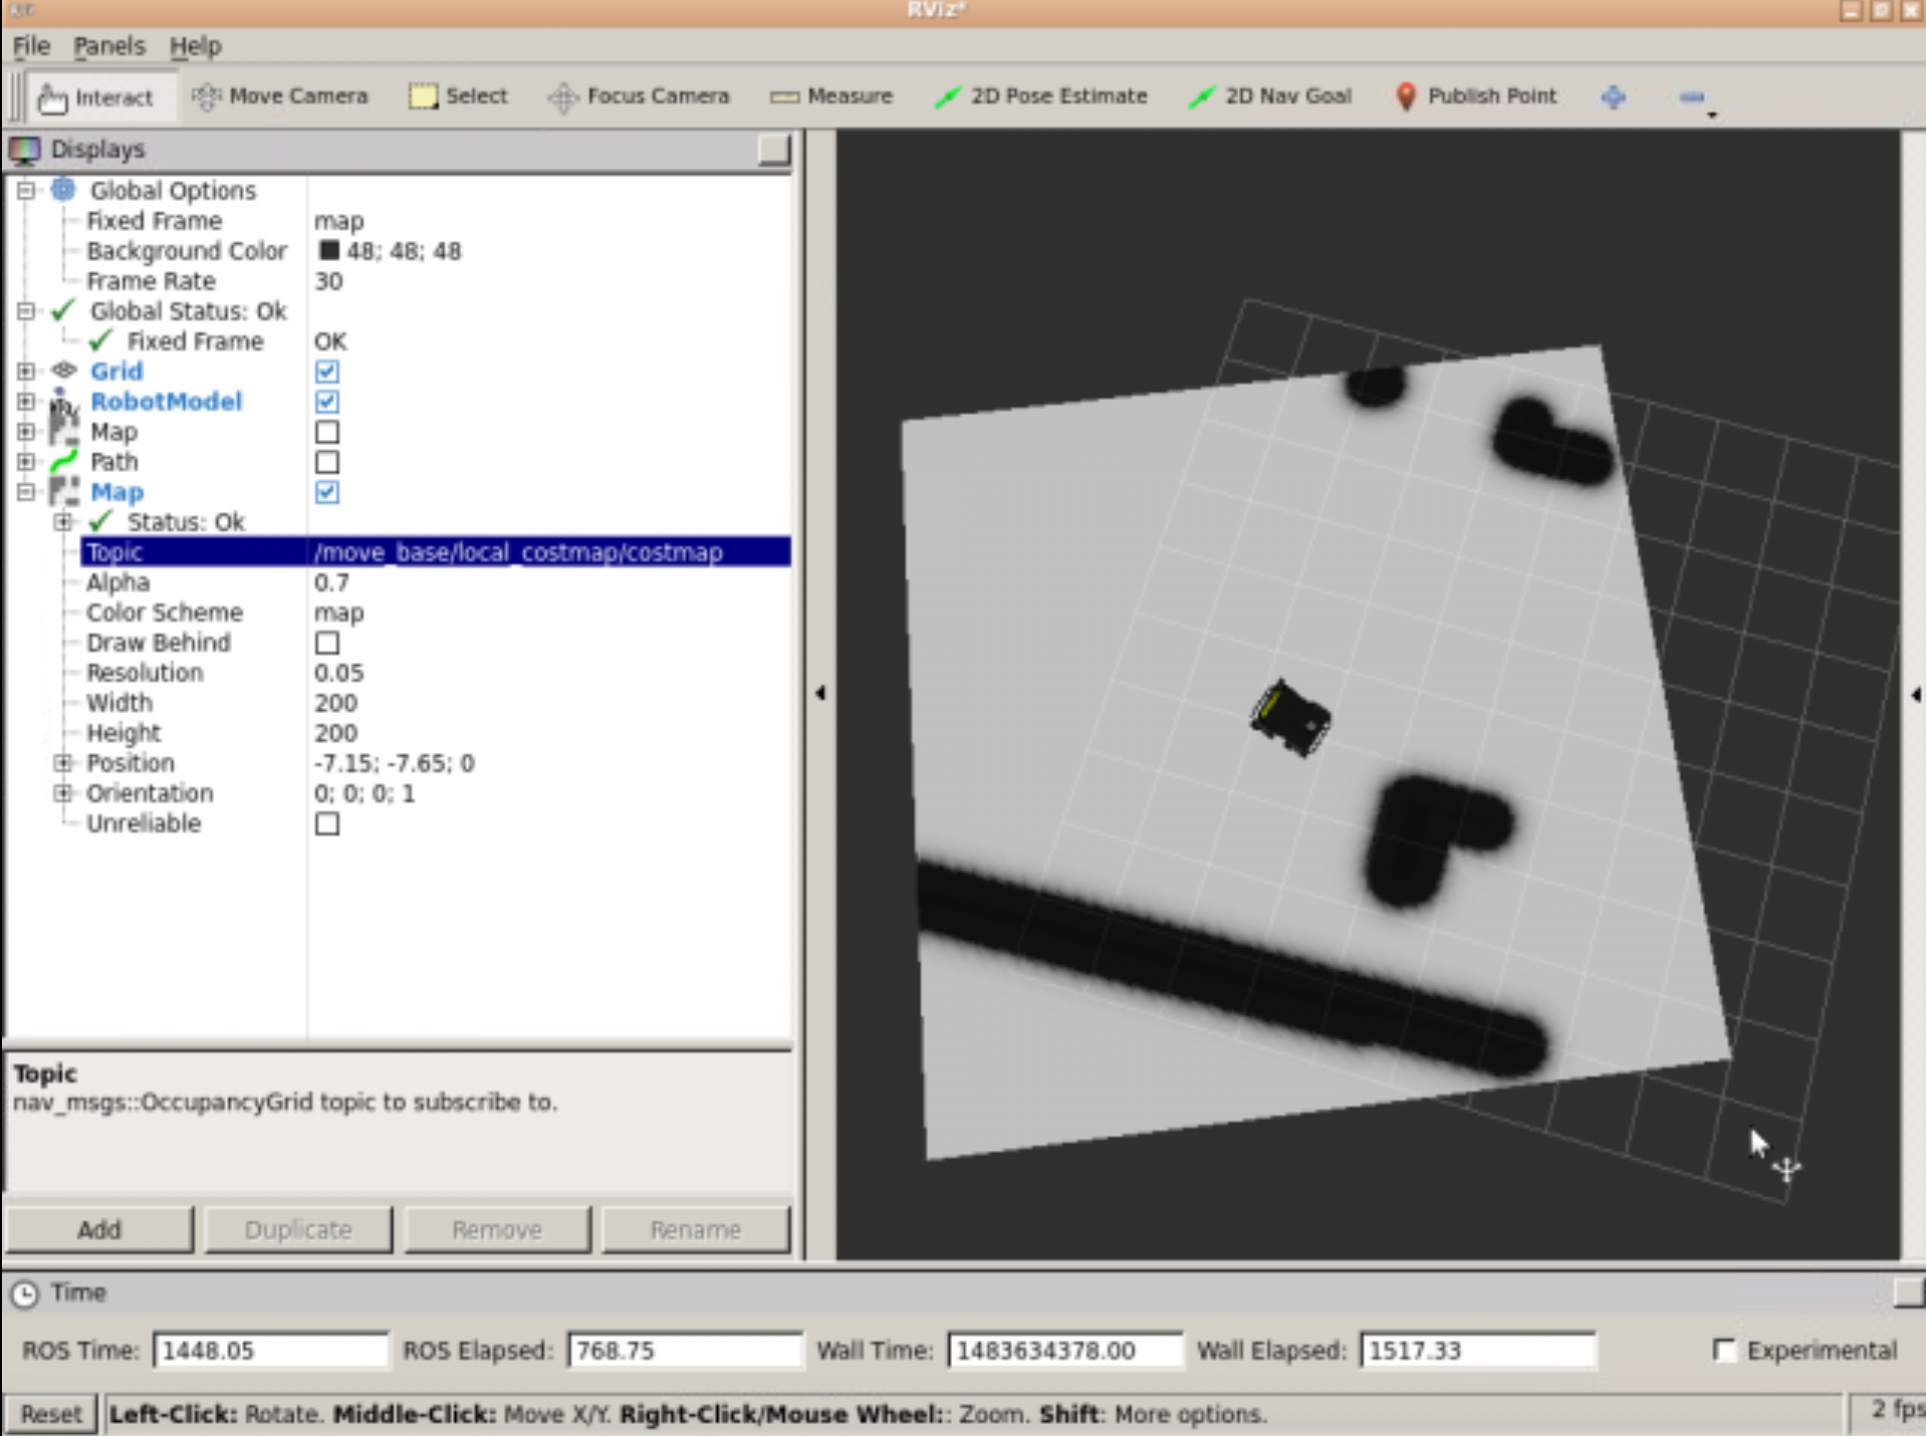 RViz*
File Panels Help
Interact Move Camera Select Focus Camera Measure 2D Pose Estimate 2D Nav Goal Publish Point
Displays
Global Options
Fixed Frame map
Background Color 48; 48; 48
Frame Rate 30
Global Status: Ok
Fixed Frame OK
Grid
RobotModel
Map
Path
Map
Status: Ok
Topic /move_base/local_costmap/costmap
Alpha 0.7
Color Scheme map
Draw Behind
Resolution 0.05
Width 200
Height 200
Position -7.15; -7.65; 0
Orientation 0; 0; 0; 1
Unreliable
Topic
nav_msgs::OccupancyGrid topic to subscribe to.
Add Duplicate Remove Rename
Time
ROS Time: 1448.05 ROS Elapsed: 768.75 Wall Time: 1483634378.00 Wall Elapsed: 1517.33 Experimental
Reset Left-Click: Rotate. Middle-Click: Move X/Y. Right-Click/Mouse Wheel:: Zoom. Shift: More options. 2 fps